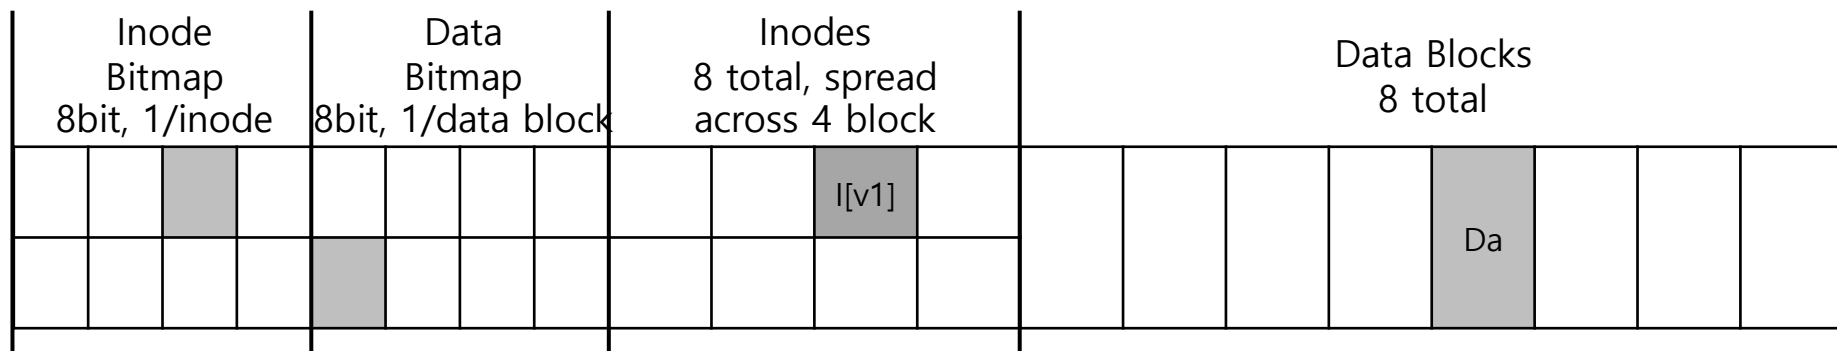 Inode
Bitmap
8bit, 1/inode
Data
Bitmap
8bit, 1/data block
Inodes
8 total, spread
across 4 block
Data Blocks
8 total
I[v1]
Da